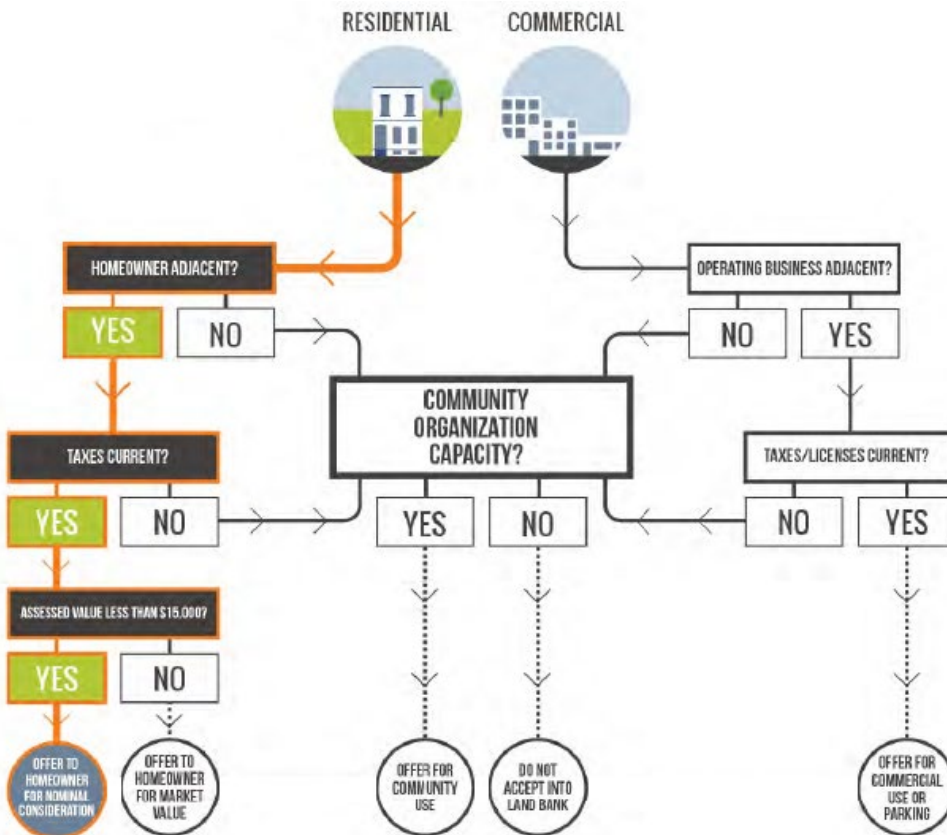 RESIDENTIAL
COMMERCIAL
HOMEOWNER ADJACENT?
OPERATING BUSINESS ADJACENT?
YES
NO
NO
YES
COMMUNITY
ORGANIZATION
CAPACITY?
TAXES CURRENT?
TAXES/LICENSES CURRENT?
YES
NO
YES
NO
NO
YES
ASSESSED VALUE LESS THAN $15,000?
YES
NO
OFFER TO
HOMEOWNER
FOR NOMINAL
CONSIDERATION
OFFER TO
HOMEOWNER
FOR MARKET
VALUE
OFFER FOR
COMMUNITY
USE
DO NOT
ACCEPT INTO
LAND BANK
OFFER FOR
COMMERCIAL
USE OR
PARKING